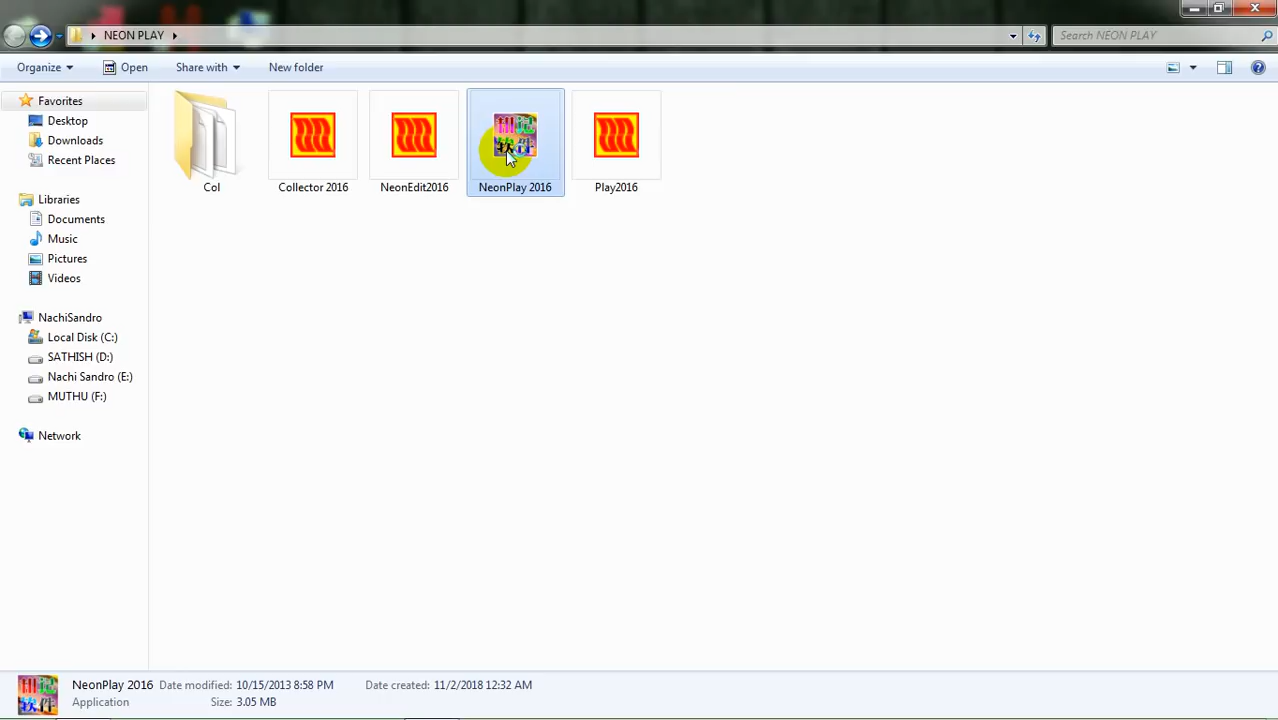 NEON PLAY
Search NEON PLAY
Organize
Open
Share with
New folder
Favorites
Desktop
Downloads
Recent Places
Libraries
Documents
Music
Pictures
Videos
NachiSandro
Local Disk (C:)
SATHISH (D:)
Nachi Sandro (E:)
MUTHU (F:)
Network
Col
Collector 2016
NeonEdit2016
NeonPlay 2016
Play2016
NeonPlay 2016 Date modified: 10/15/2013 8:58 PM Date created: 11/2/2018 12:32 AM
Application Size: 3.05 MB
软件